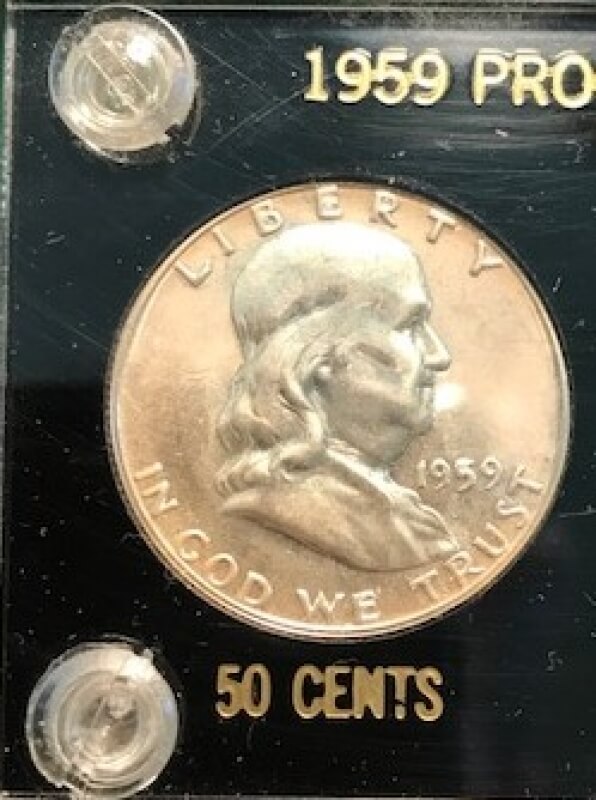 1959 PRO
LIBERTY
1959
IN GOD WE TRUST
50 CENTS